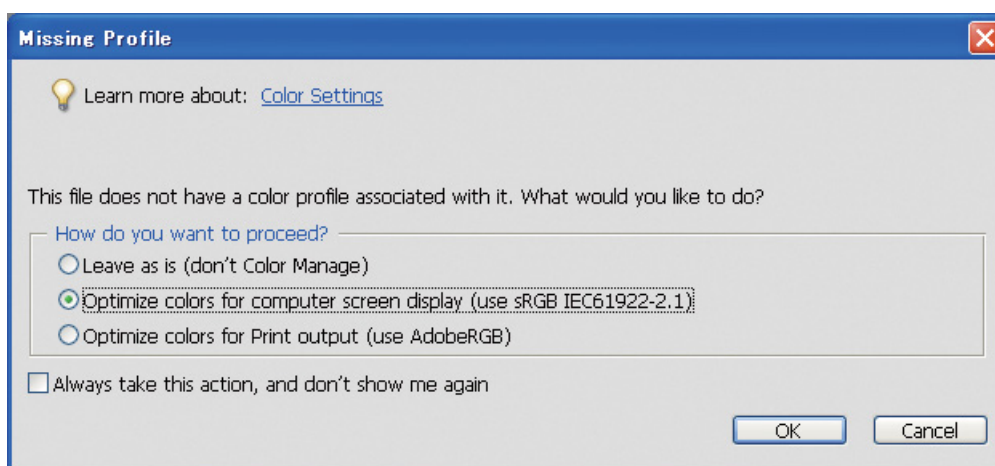 Missing Profile
Learn more about: Color Settings
This file does not have a color profile associated with it. What would you like to do?
How do you want to proceed?
Leave as is (don't Color Manage)
Optimize colors for computer screen display (use sRGB IEC61922-2.1)
Optimize colors for Print output (use AdobeRGB)
Always take this action, and don't show me again
OK Cancel